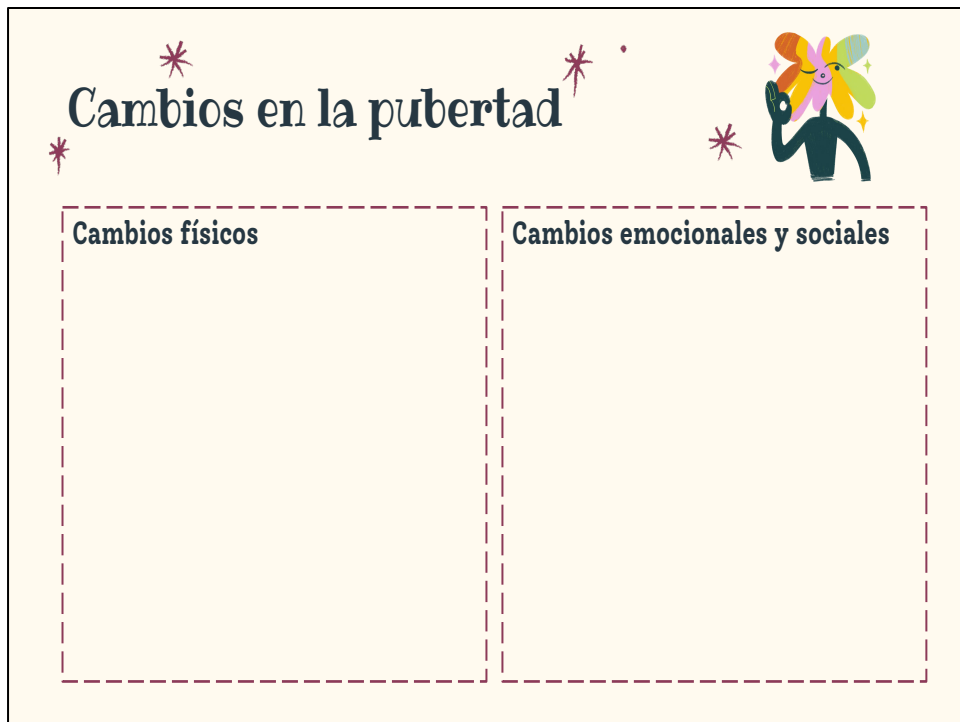 Cambios en la pubertad
Cambios físicos
Cambios emocionales y sociales